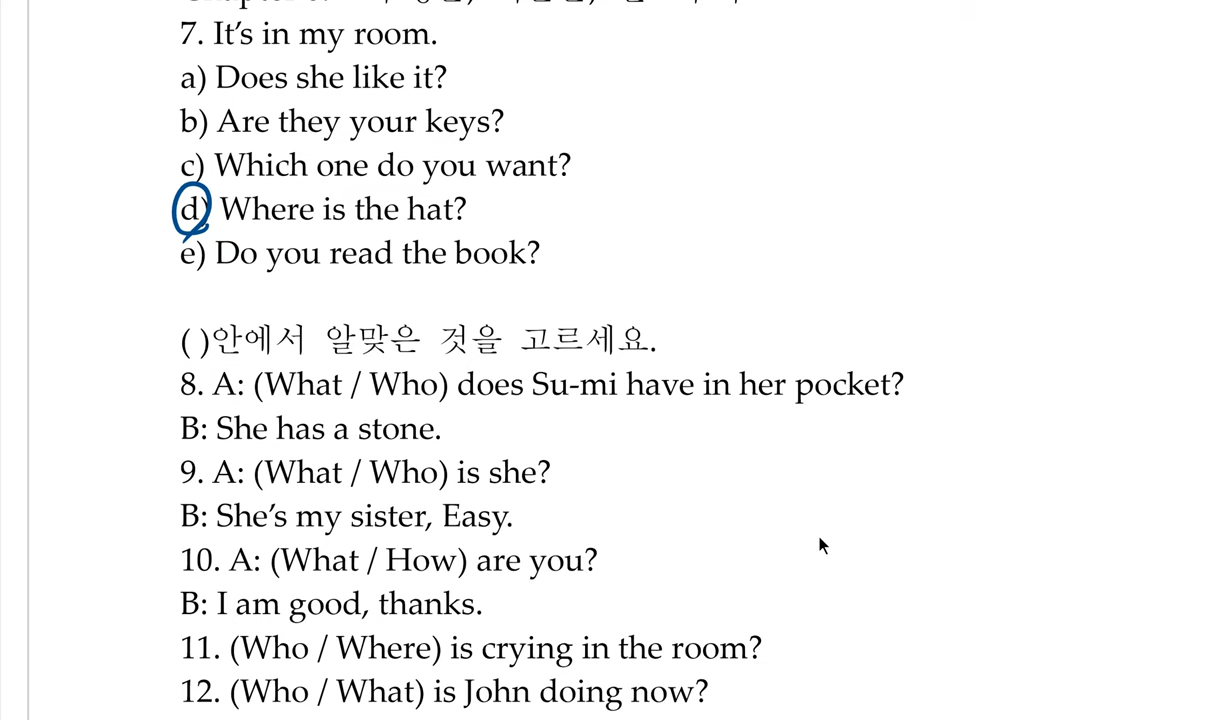 7. It's in my room.
a) Does she like it?
b) Are they your keys?
c) Which one do you want?
d) Where is the hat?
e) Do you read the book?
( )안에서 알맞은 것을 고르세요.
8. A: (What / Who) does Su-mi have in her pocket?
B: She has a stone.
9. A: (What / Who) is she?
B: She's my sister, Easy.
10. A: (What / How) are you?
B: I am good, thanks.
11. (Who / Where) is crying in the room?
12. (Who / What) is John doing now?